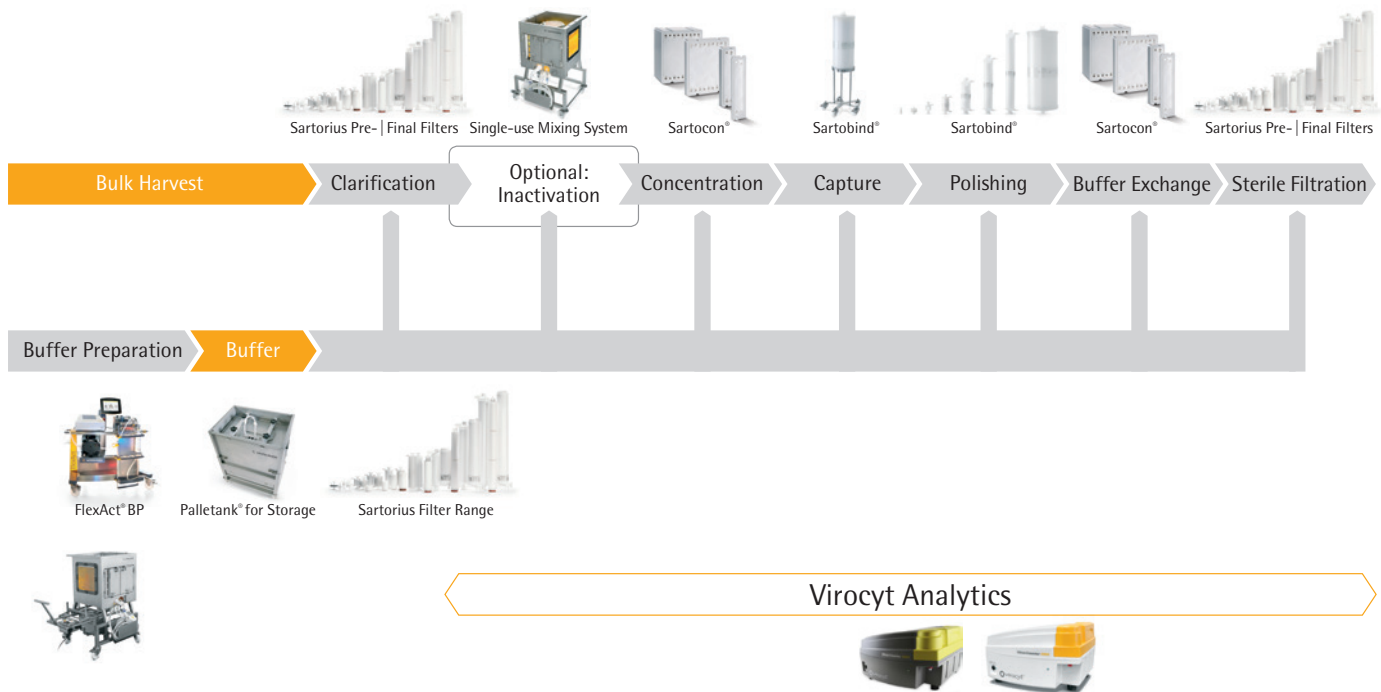 Sartorius Pre- | Final Filters
Single-use Mixing System
Sartocon®
Sartobind®
Sartobind®
Sartocon®
Sartorius Pre- | Final Filters
Bulk Harvest
Clarification
Optional:
Inactivation
Concentration
Capture
Polishing
Buffer Exchange
Sterile Filtration
Buffer Preparation
Buffer
FlexAct® BP
Palletank® for Storage
Sartorius Filter Range
Virocyt Analytics